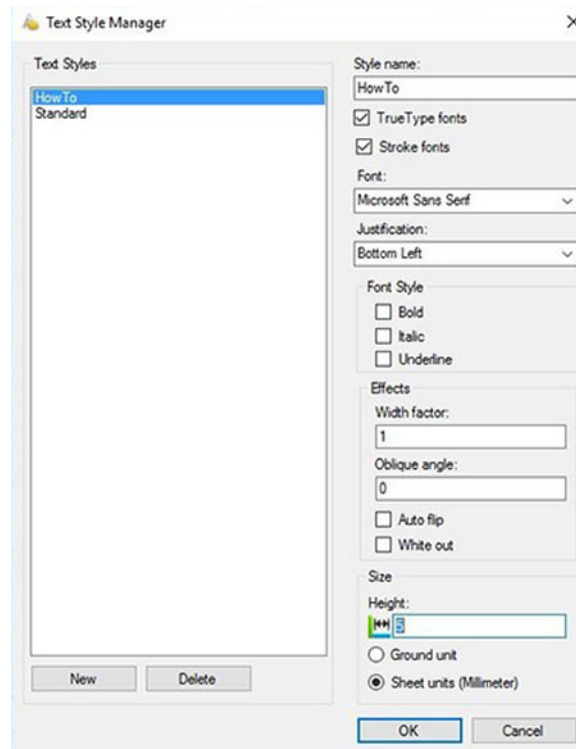 Text Style Manager
Text Styles
HowTo
Standard
New
Delete
Style name:
HowTo
TrueType fonts
Stroke fonts
Font:
Microsoft Sans Serif
Justification:
Bottom Left
Font Style
Bold
Italic
Underline
Effects
Width factor:
1
Oblique angle:
0
Auto flip
White out
Size
Height:
5
Ground unit
Sheet units (Millimeter)
OK
Cancel